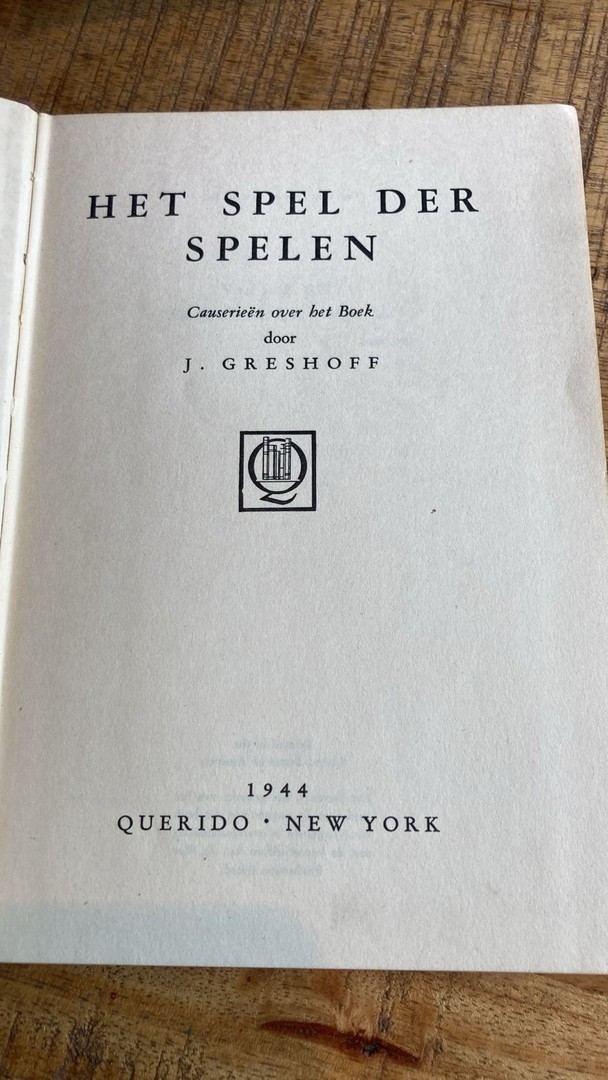 HET SPEL DER
SPELEN
Causerieën over het Boek
door
J. GRESHOFF
Q
1944
QUERIDO · NEW YORK